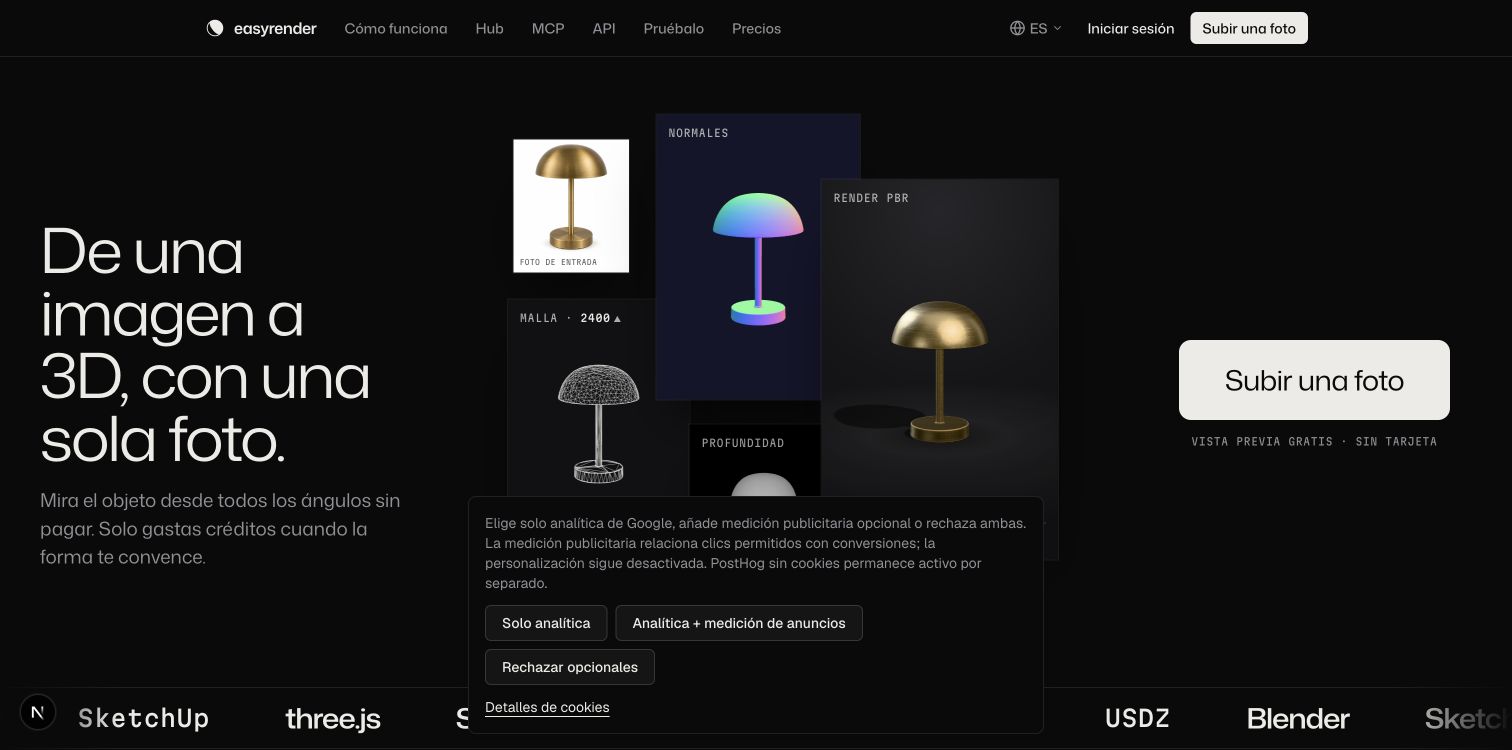 easyrender
Cómo funciona
Hub
MCP
API
Pruébalo
Precios
ES
Iniciar sesión
Subir una foto
De una
imagen a
3D, con una
sola foto.
Mira el objeto desde todos los ángulos sin
pagar. Solo gastas créditos cuando la
forma te convence.
FOTO DE ENTRADA
NORMALES
RENDER PBR
MALLA · 2400▲
PROFUNDIDAD
Subir una foto
VISTA PREVIA GRATIS · SIN TARJETA
Elige solo analítica de Google, añade medición publicitaria opcional o rechaza ambas.
La medición publicitaria relaciona clics permitidos con conversiones; la
personalización sigue desactivada. PostHog sin cookies permanece activo por
separado.
Solo analítica
Analítica + medición de anuncios
Rechazar opcionales
Detalles de cookies
N
SketchUp
three.js
USDZ
Blender